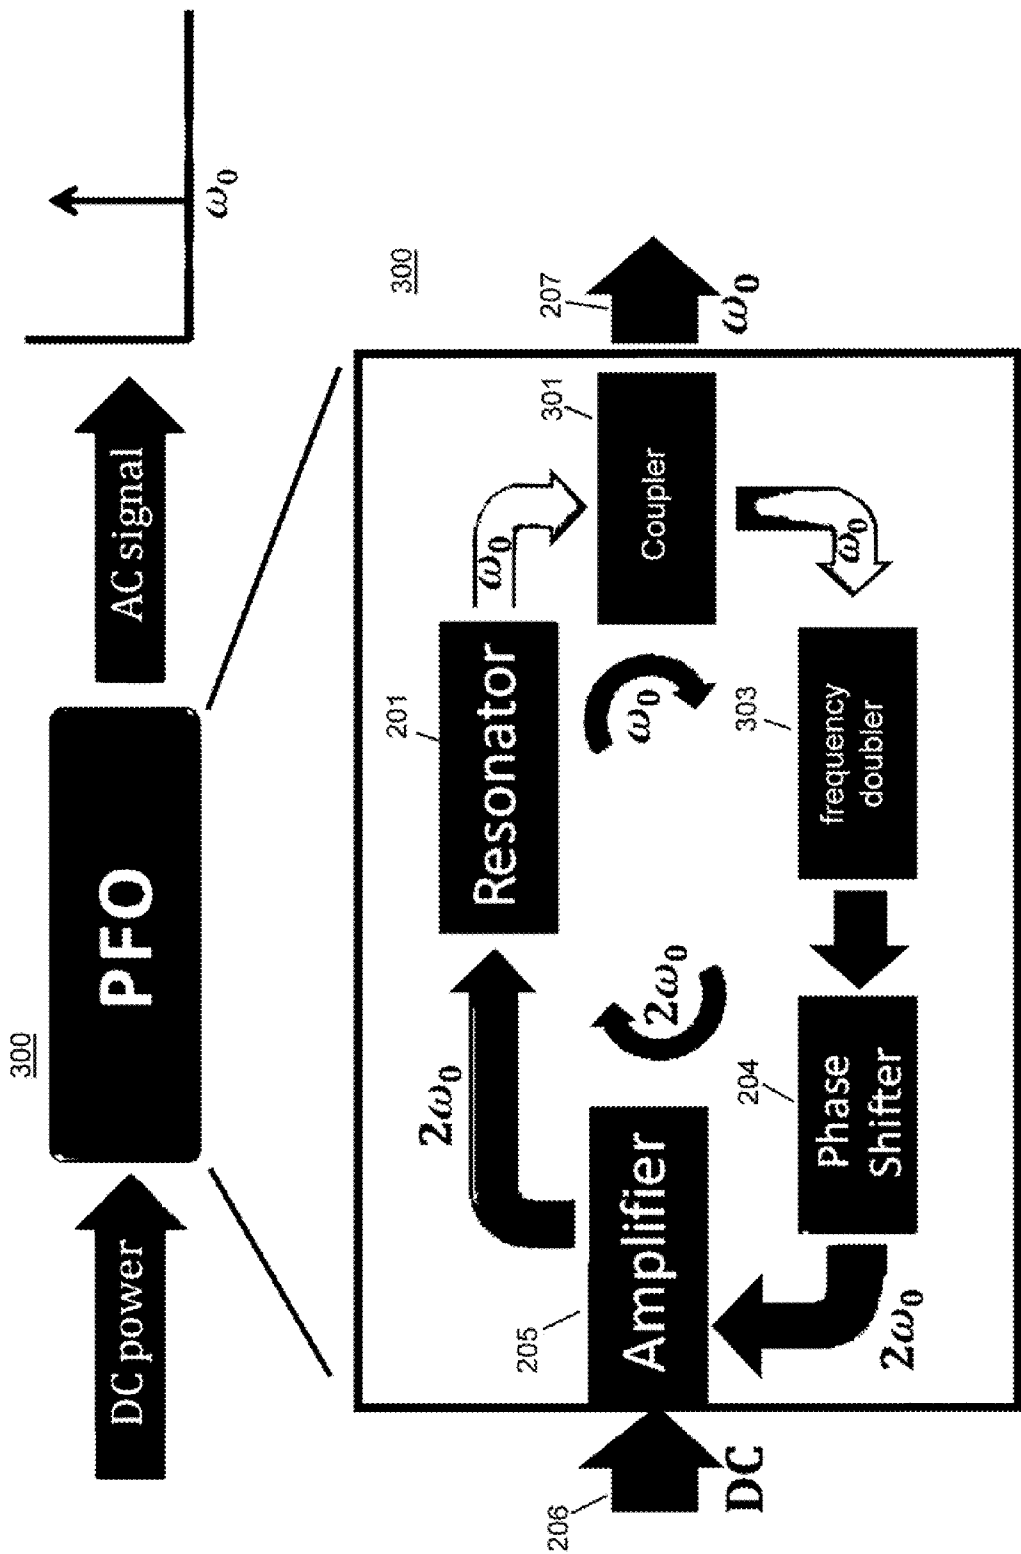 300
DC power
PFO
AC signal
ω0
300
206
DC
205
Amplifier
2ω0
201
Resonator
ω0
301
Coupler
207
ω0
2ω0
ω0
ω0
303
frequency
doubler
204
Phase
Shifter
2ω0